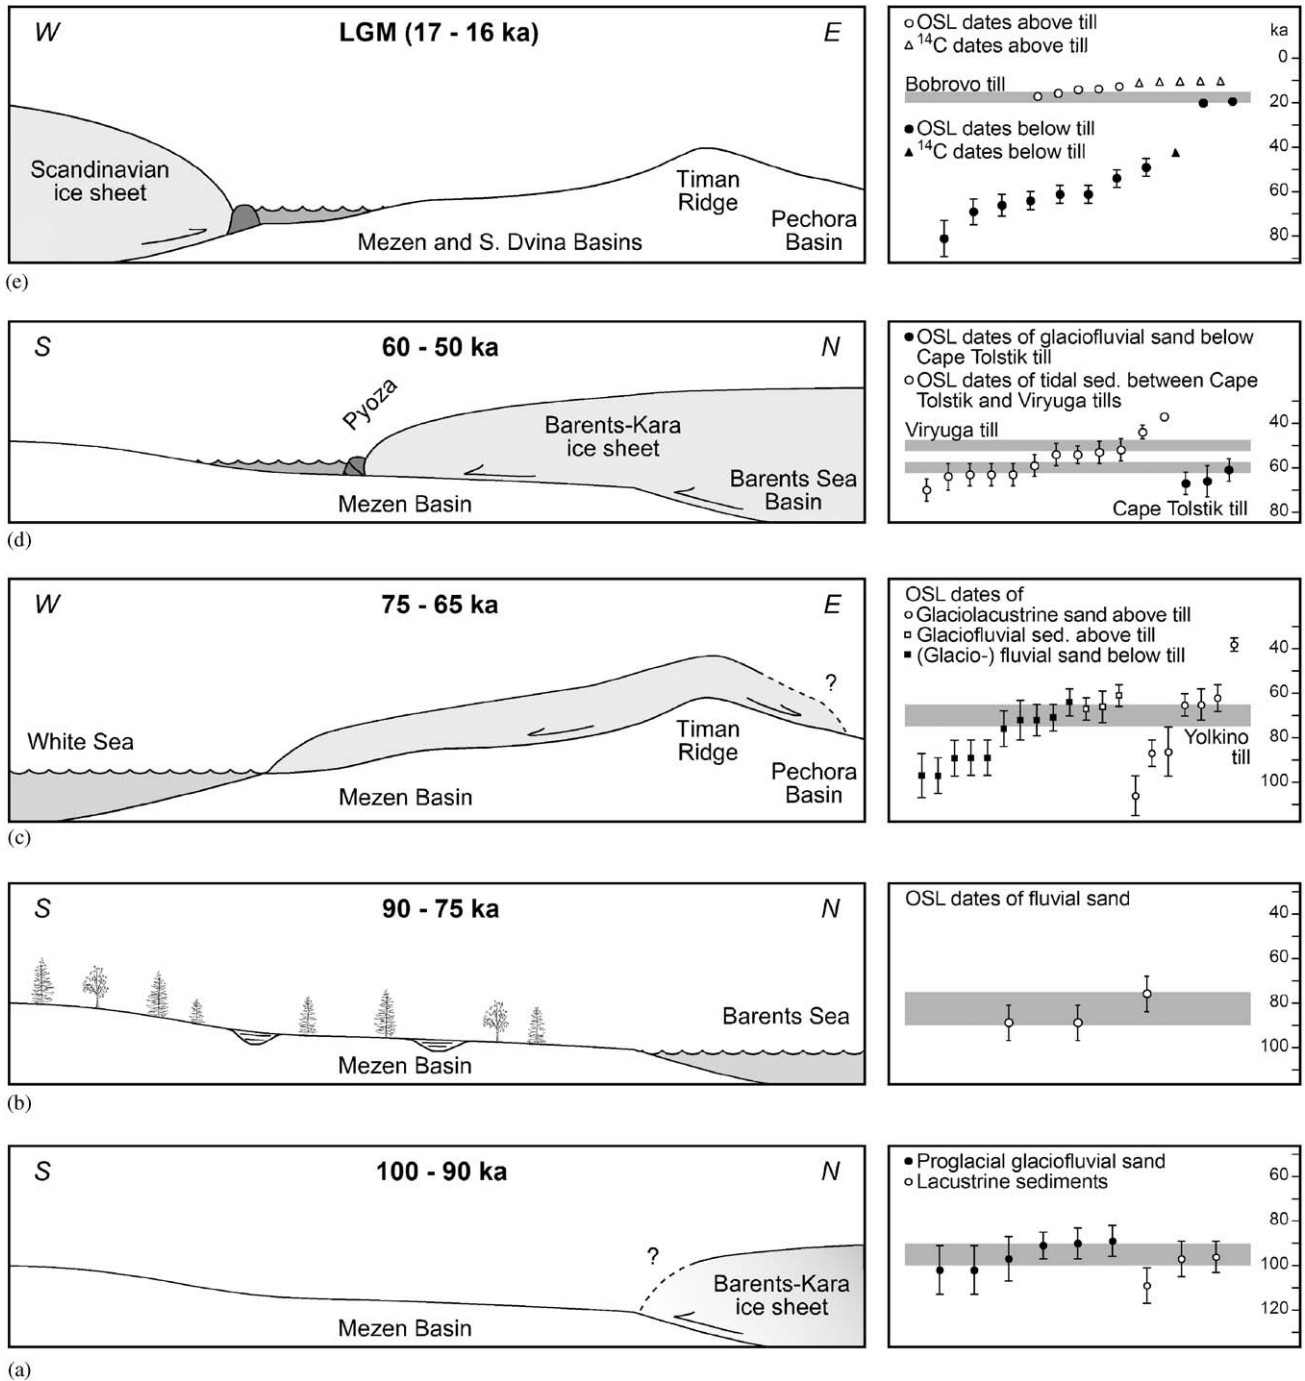 W
LGM (17 - 16 ka)
E
Scandinavian
ice sheet
Timan
Ridge
Pechora
Basin
Mezen and S. Dvina Basins
OSL dates above till
14C dates above till
ka
0
Bobrovo till
20
OSL dates below till
14C dates below till
40
60
80
(e)
S
60 - 50 ka
N
Pyoza
Barents-Kara
ice sheet
Barents Sea
Basin
Mezen Basin
OSL dates of glaciofluvial sand below
Cape Tolstik till
OSL dates of tidal sed. between Cape
Tolstik and Viryuga tills
40
Viryuga till
60
Cape Tolstik till
80
(d)
W
75 - 65 ka
E
?
White Sea
Timan
Ridge
Pechora
Basin
Mezen Basin
OSL dates of
Glaciolacustrine sand above till
Glaciofluvial sed. above till
(Glacio-) fluvial sand below till
40
60
Yolkino
till
80
100
(c)
S
90 - 75 ka
N
Barents Sea
Mezen Basin
OSL dates of fluvial sand
40
60
80
100
(b)
S
100 - 90 ka
N
?
Barents-Kara
ice sheet
Mezen Basin
Proglacial glaciofluvial sand
Lacustrine sediments
60
80
100
120
(a)